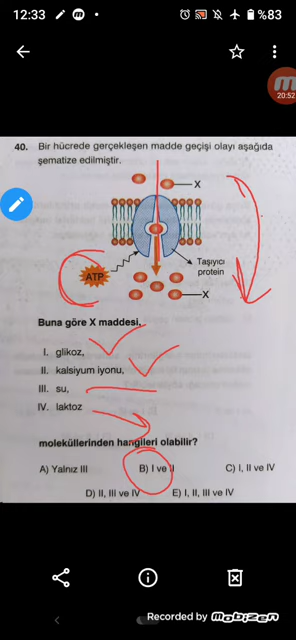 12:33
%83
20:52
40. Bir hücrede gerçekleşen madde geçişi olayı aşağıda
şematize edilmiştir.
X
ATP
Taşıyıcı
protein
X
Buna göre X maddesi,
I. glikoz,
II. kalsiyum iyonu,
III. su,
IV. laktoz
moleküllerinden hangileri olabilir?
A) Yalnız III
B) I ve II
C) I, II ve IV
D) II, III ve IV
E) I, II, III ve IV
Recorded by mobizen